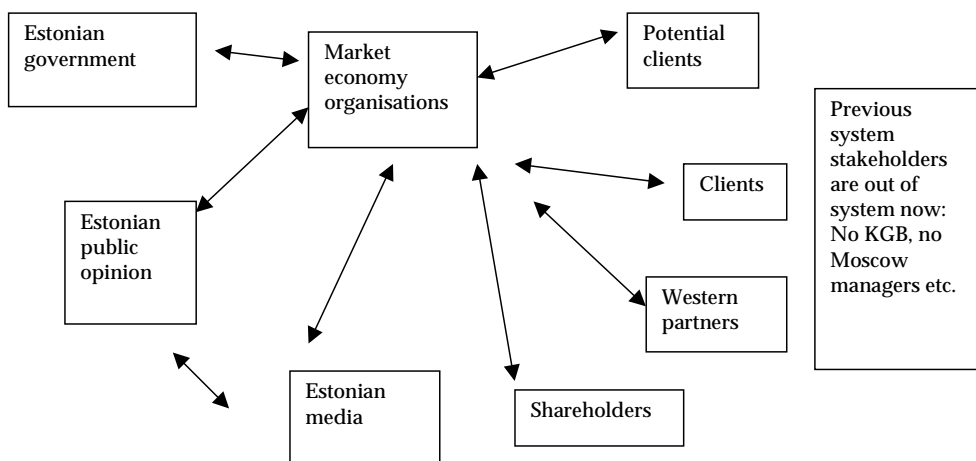 Estonian
government
Market
economy
organisations
Potential
clients
Previous
system
stakeholders
are out of
system now:
No KGB, no
Moscow
managers etc.
Clients
Estonian
public
opinion
Western
partners
Estonian
media
Shareholders